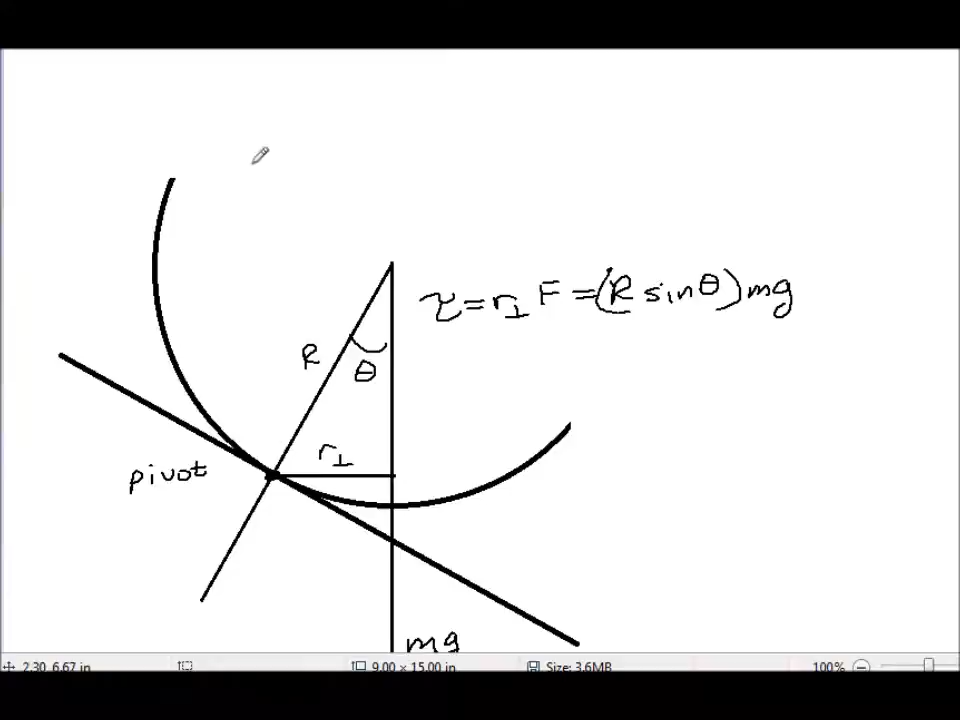 τ = r⊥ F = (R sinθ) mg
R
θ
r⊥
pivot
mg
2.30, 6.67 in
9.00 × 15.00 in
Size: 3.6MB
100%